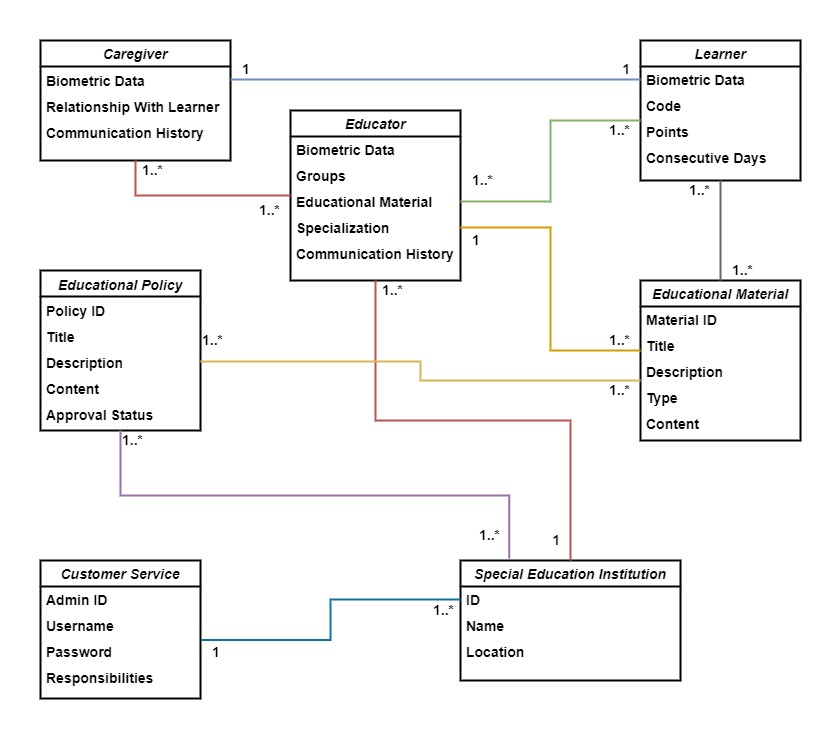 Caregiver
Biometric Data
Relationship With Learner
Communication History
1
1
1..*
Learner
Biometric Data
Code
Points
Consecutive Days
1..*
1..*
Educator
Biometric Data
Groups
Educational Material
Specialization
Communication History
1..*
1..*
1
1..*
Educational Policy
Policy ID
Title
Description
Content
Approval Status
1..*
1..*
1..*
Educational Material
Material ID
Title
Description
Type
Content
1..*
1..*
Customer Service
Admin ID
Username
Password
Responsibilities
1
1..*
1..*
1
Special Education Institution
ID
Name
Location